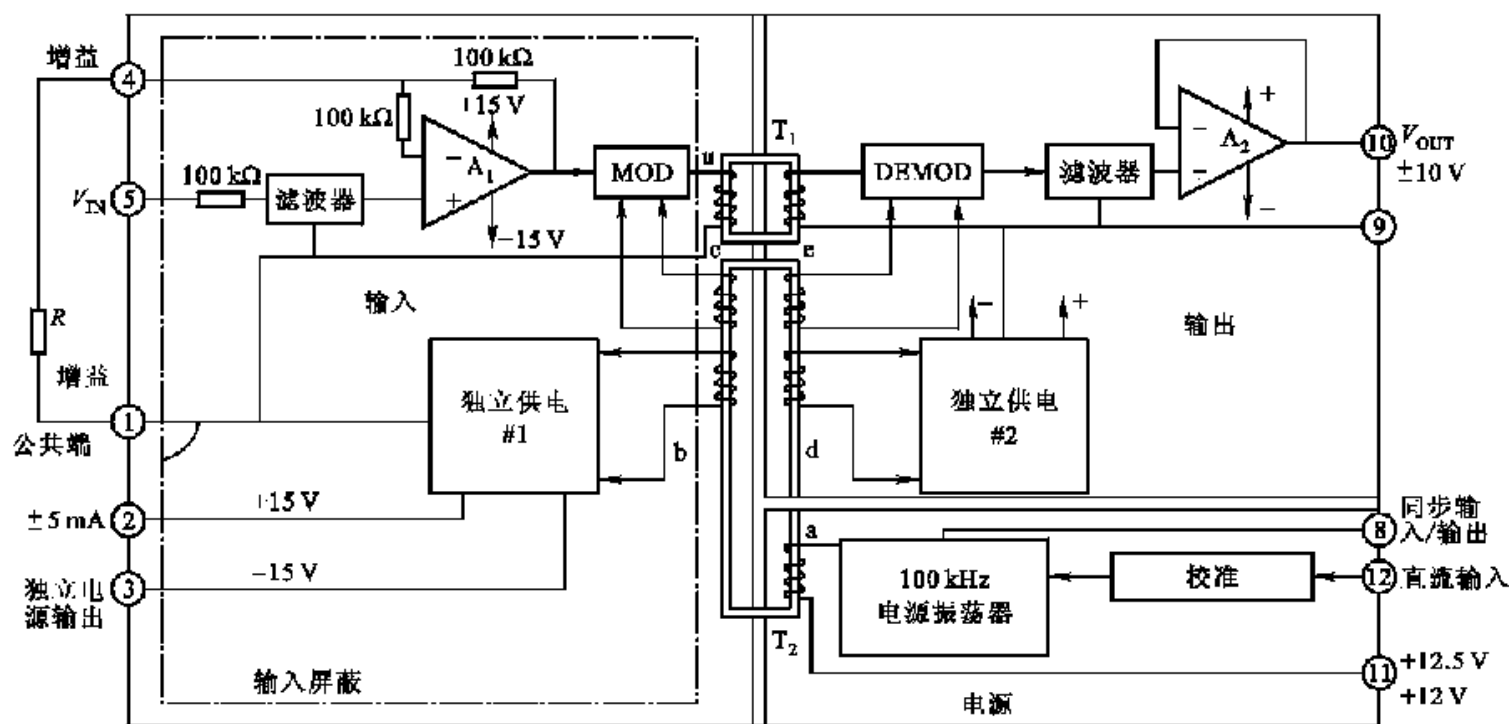 增益
④
100 kΩ
100 kΩ
+15 V
A₁
−
+
−15 V
V_IN
⑤
100 kΩ
滤波器
MOD
u
T₁
DEMOD
滤波器
−
−
A₂
+
−
⑩
V_OUT
±10 V
⑨
c
e
输入
R
−
+
输出
增益
①
公共端
独立供电
#1
b
d
独立供电
#2
±5 mA
②
+15 V
独立电
源输出
③
−15 V
a
100 kHz
电源振荡器
校准
⑧
同步输
入/输出
⑫
直流输入
T₂
⑪
+12.5 V
+12 V
输入屏蔽
电源